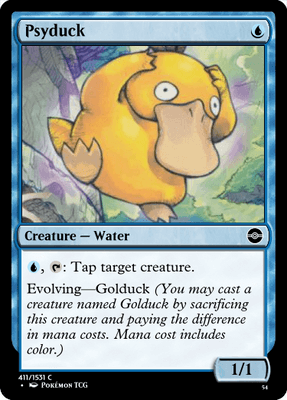 Psyduck
Creature — Water
, : Tap target creature.
Evolving—Golduck (You may cast a
creature named Golduck by sacrificing
this creature and paying the difference
in mana costs. Mana cost includes
color.)
1/1
411/1531 C
• Pokémon TCG
54